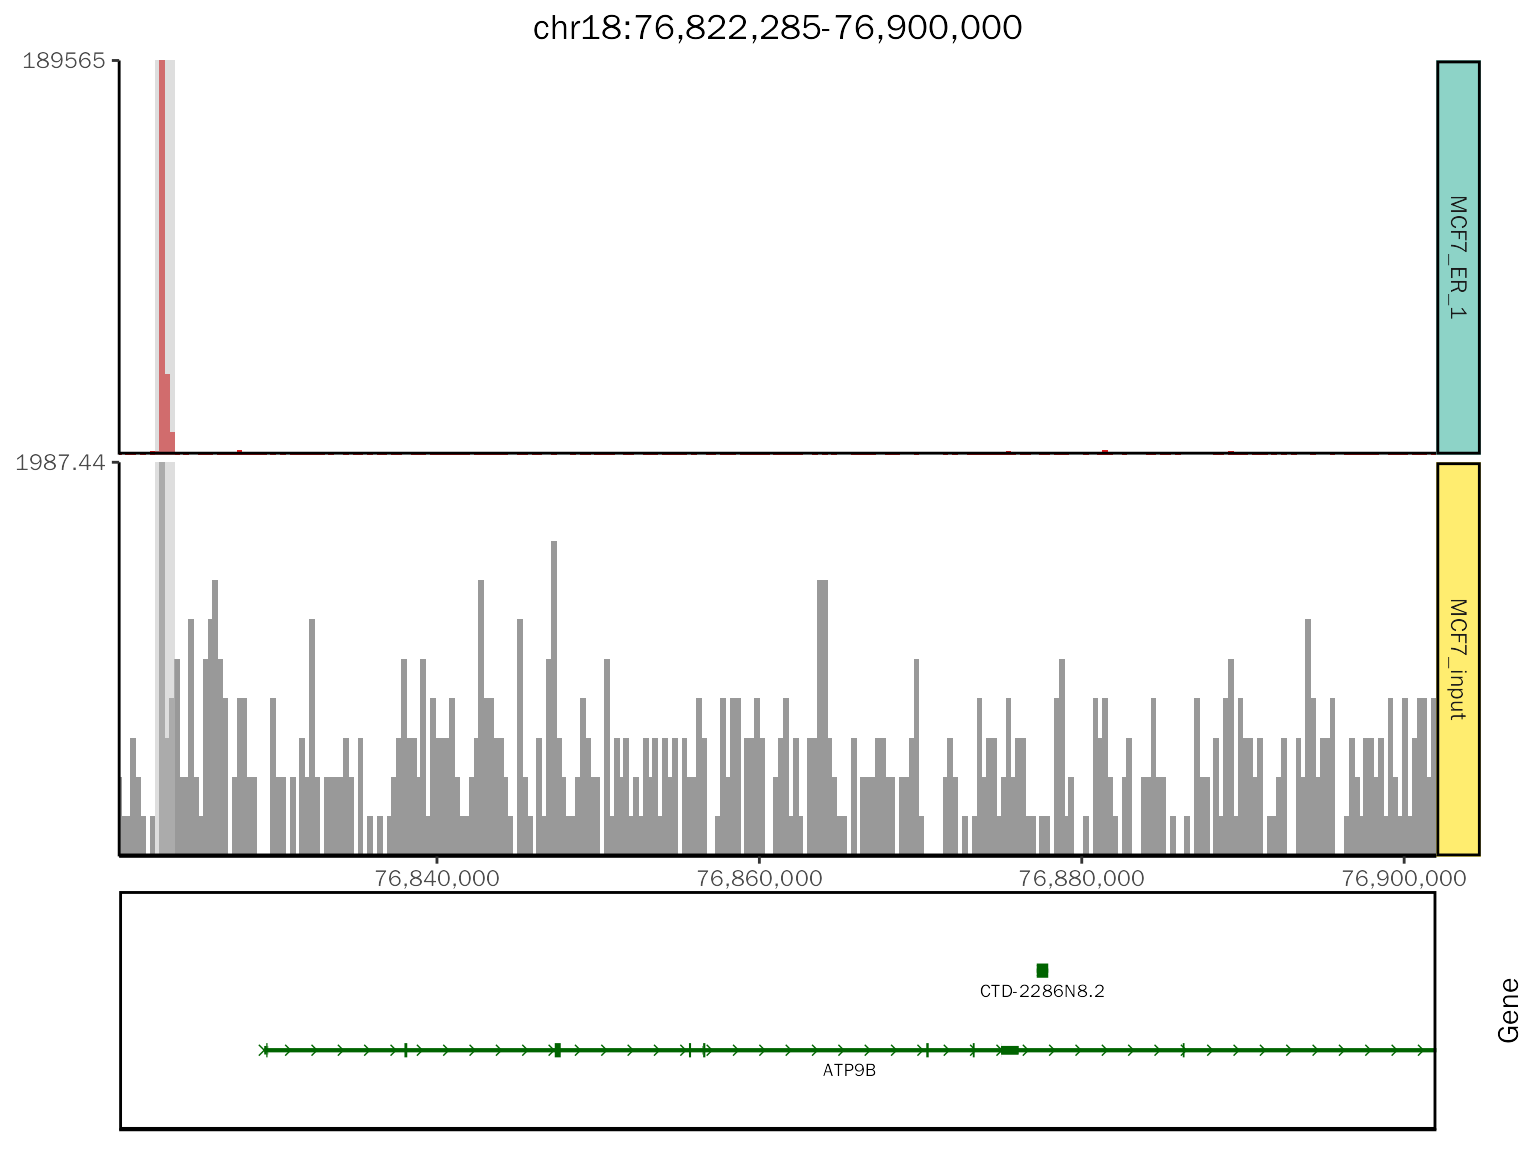 chr18:76,822,285-76,900,000
189565
MCF7_ER_1
1987.44
MCF7_input
76,840,000
76,860,000
76,880,000
76,900,000
CTD-2286N8.2
ATP9B
Gene